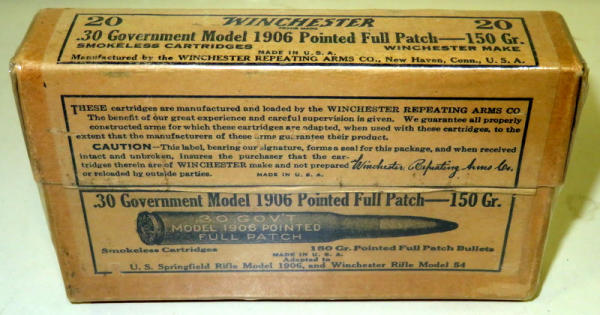 20 WINCHESTER 20
TRADE MARK
.30 Government Model 1906 Pointed Full Patch—150 Gr.
SMOKELESS CARTRIDGES MADE IN U.S.A. WINCHESTER MAKE
Manufactured by the WINCHESTER REPEATING ARMS CO., New Haven, Conn., U. S. A.
THESE cartridges are manufactured and loaded by the WINCHESTER REPEATING ARMS CO
The benefit of our great experience and careful supervision is given. We guarantee all properly
constructed arms for which these cartridges are adapted, when used with these cartridges, to the
extent that the manufacturers of these arms guarantee their product.
CAUTION—This label, bearing our signature, forms a seal for this package, and when received
intact and unbroken, insures the purchaser that the car-
tridges therein are of WINCHESTER make and not prepared Winchester Repeating Arms Co.
or reloaded by outside parties. MADE IN U.S.A.
.30 Government Model 1906 Pointed Full Patch—150 Gr.
.30 GOV'T
MODEL 1906 POINTED
FULL PATCH
Smokeless Cartridges 150 Gr. Pointed Full Patch Bullets
MADE IN U.S.A.
Adapted to
U. S. Springfield Rifle Model 1906, and Winchester Rifle Model 54